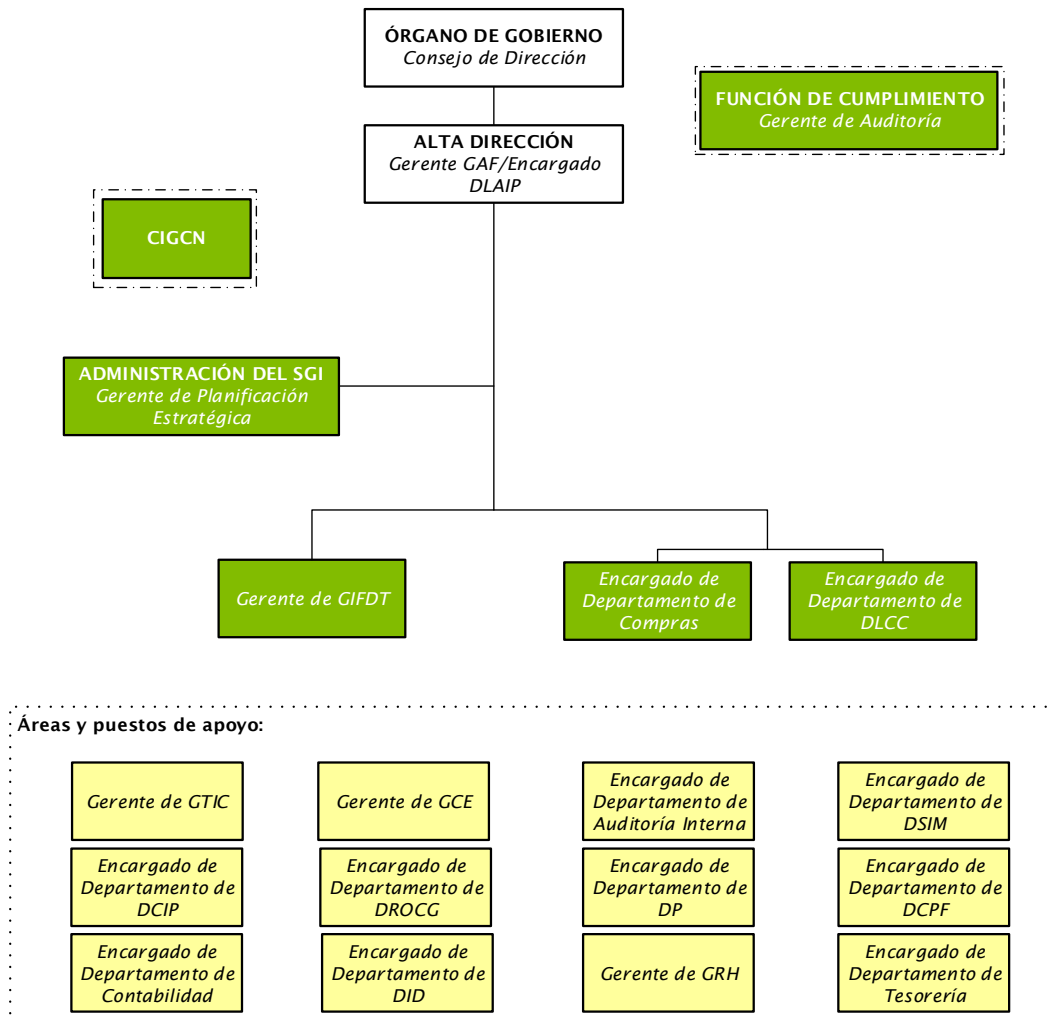 ÓRGANO DE GOBIERNO
Consejo de Dirección
FUNCIÓN DE CUMPLIMIENTO
Gerente de Auditoría
ALTA DIRECCIÓN
Gerente GAF/Encargado
DLAIP
CIGCN
ADMINISTRACIÓN DEL SGI
Gerente de Planificación
Estratégica
Gerente de GIFDT
Encargado de
Departamento de
Compras
Encargado de
Departamento de
DLCC
Áreas y puestos de apoyo:
Gerente de GTIC
Gerente de GCE
Encargado de
Departamento de
Auditoría Interna
Encargado de
Departamento de
DSIM
Encargado de
Departamento de
DCIP
Encargado de
Departamento de
DROCG
Encargado de
Departamento de
DP
Encargado de
Departamento de
DCPF
Encargado de
Departamento de
Contabilidad
Encargado de
Departamento de
DID
Gerente de GRH
Encargado de
Departamento de
Tesorería